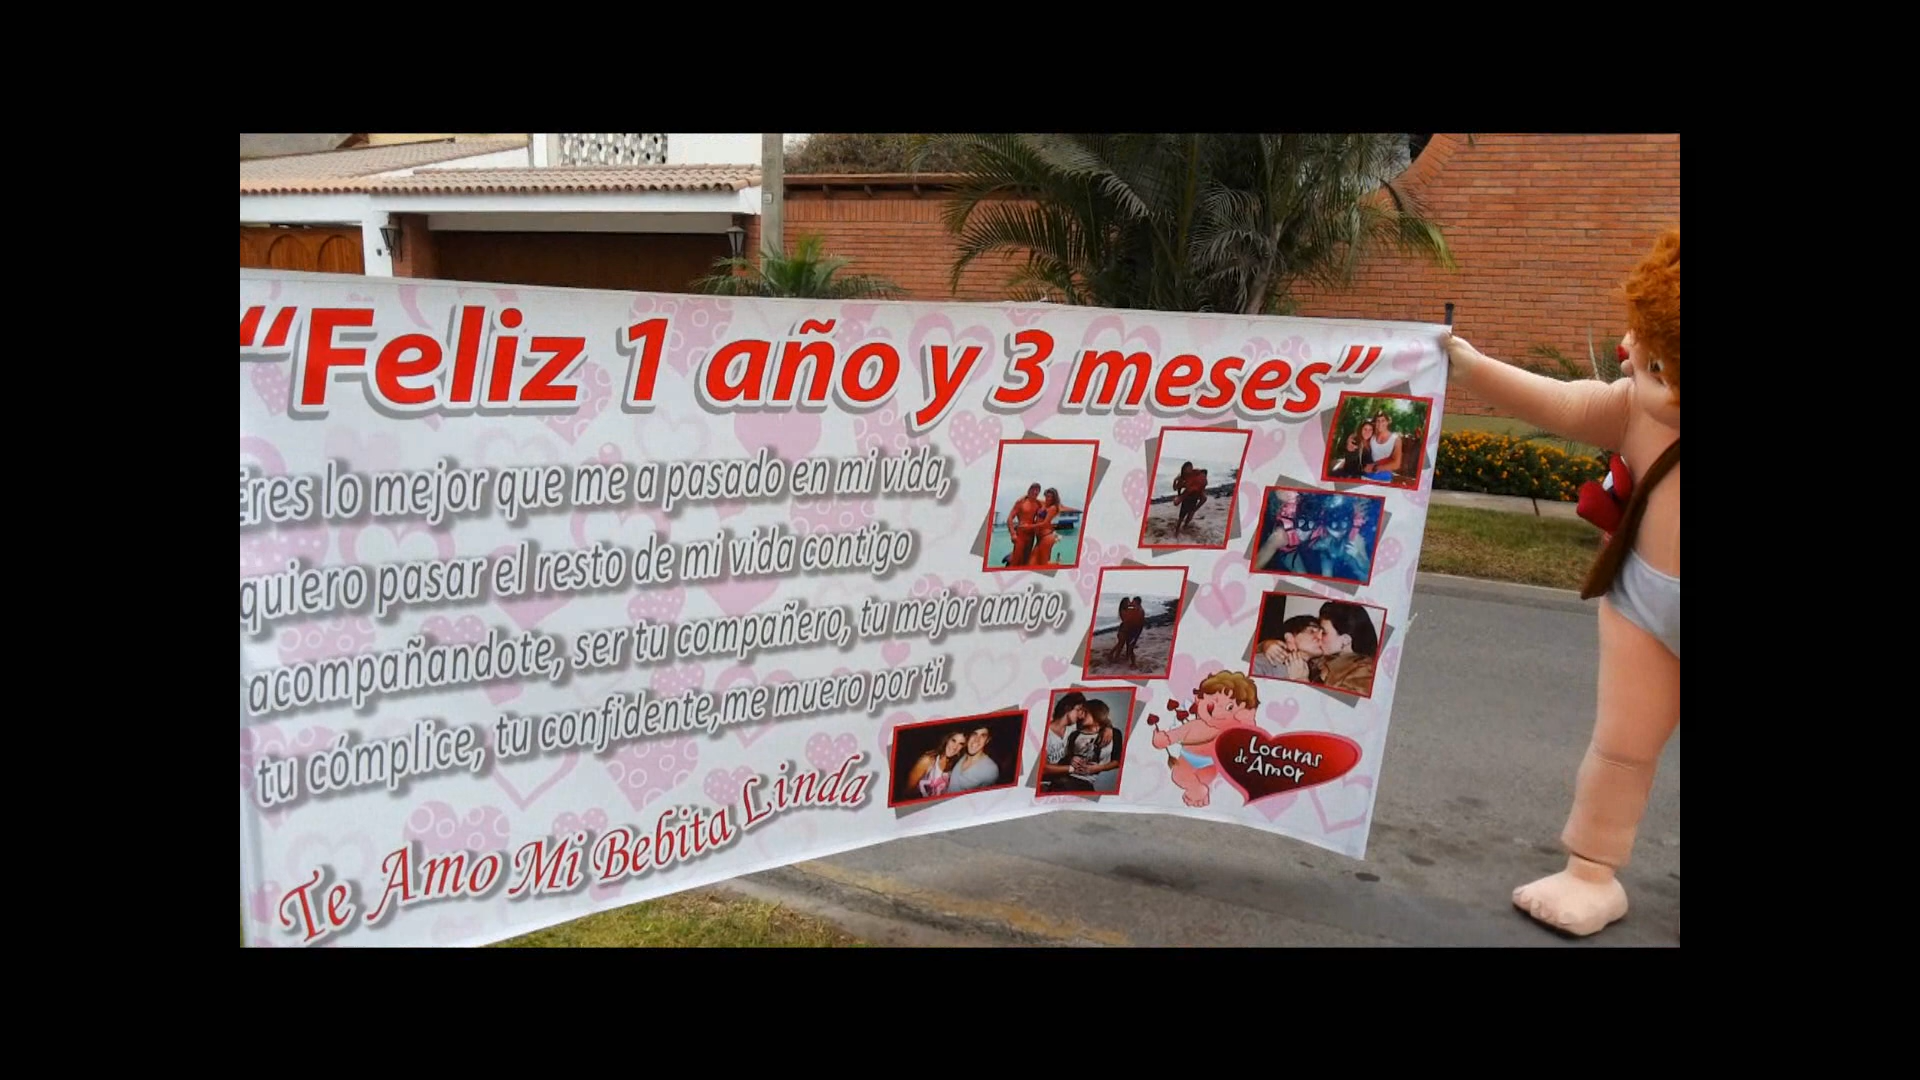 "Feliz 1 año y 3 meses"
Eres lo mejor que me a pasado en mi vida,
quiero pasar el resto de mi vida contigo
acompañandote, ser tu compañero, tu mejor amigo,
tu cómplice, tu confidente,me muero por ti.
Te Amo Mi Bebita Linda
Locuras
de Amor